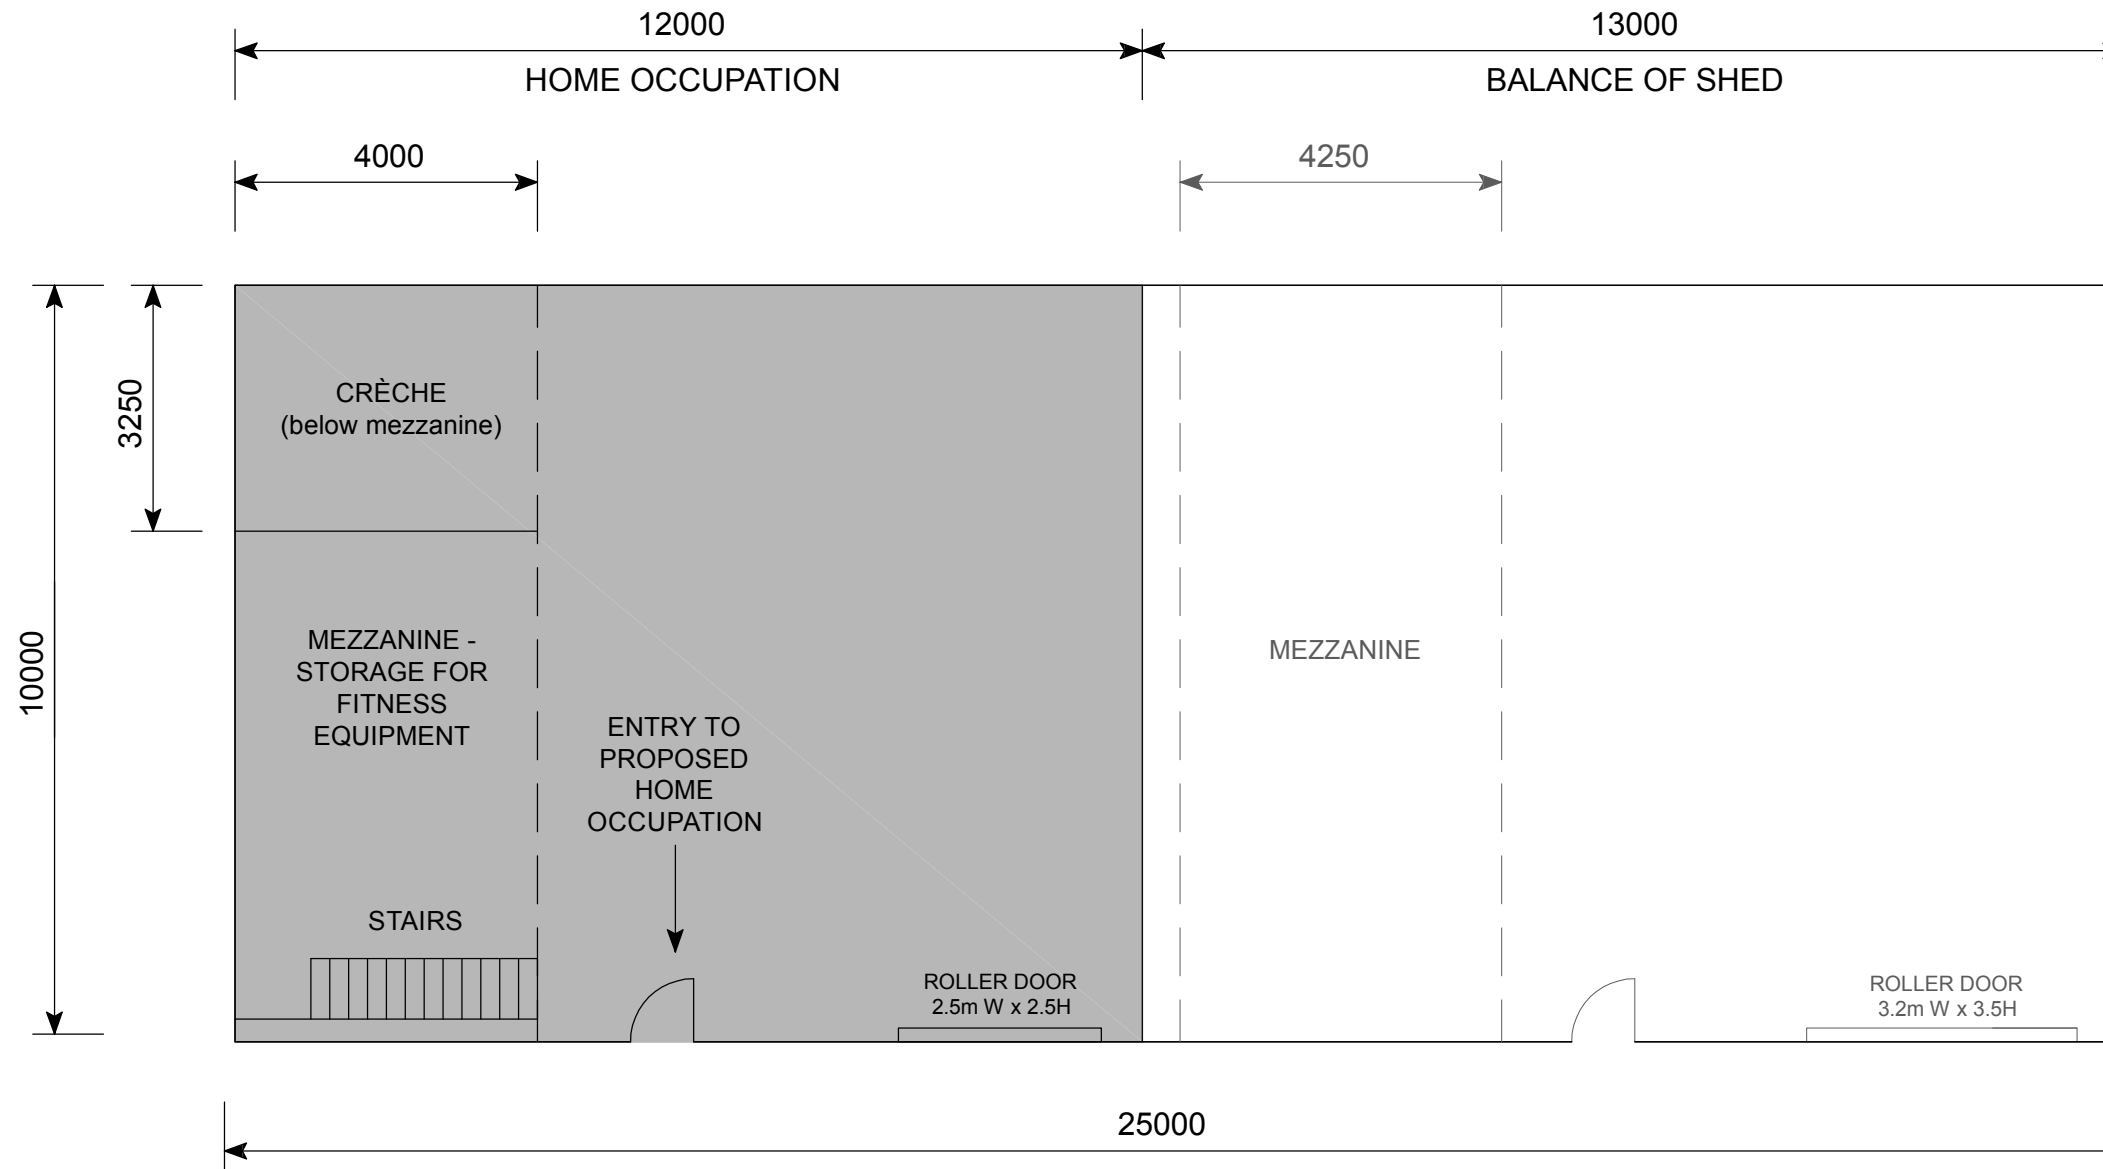 12000
13000
HOME OCCUPATION
BALANCE OF SHED
4000
4250
CRÈCHE
(below mezzanine)
3250
10000
MEZZANINE -
STORAGE FOR
FITNESS
EQUIPMENT
MEZZANINE
ENTRY TO
PROPOSED
HOME
OCCUPATION
STAIRS
ROLLER DOOR
2.5m W x 2.5H
ROLLER DOOR
3.2m W x 3.5H
25000